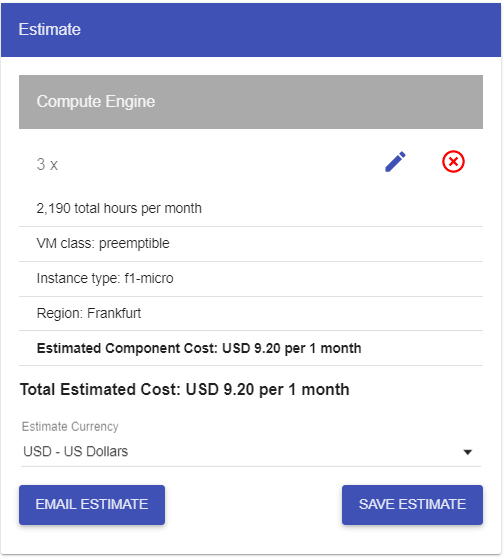 Estimate
Compute Engine
3 x
2,190 total hours per month
VM class: preemptible
Instance type: f1-micro
Region: Frankfurt
Estimated Component Cost: USD 9.20 per 1 month
Total Estimated Cost: USD 9.20 per 1 month
Estimate Currency
USD - US Dollars
EMAIL ESTIMATE SAVE ESTIMATE